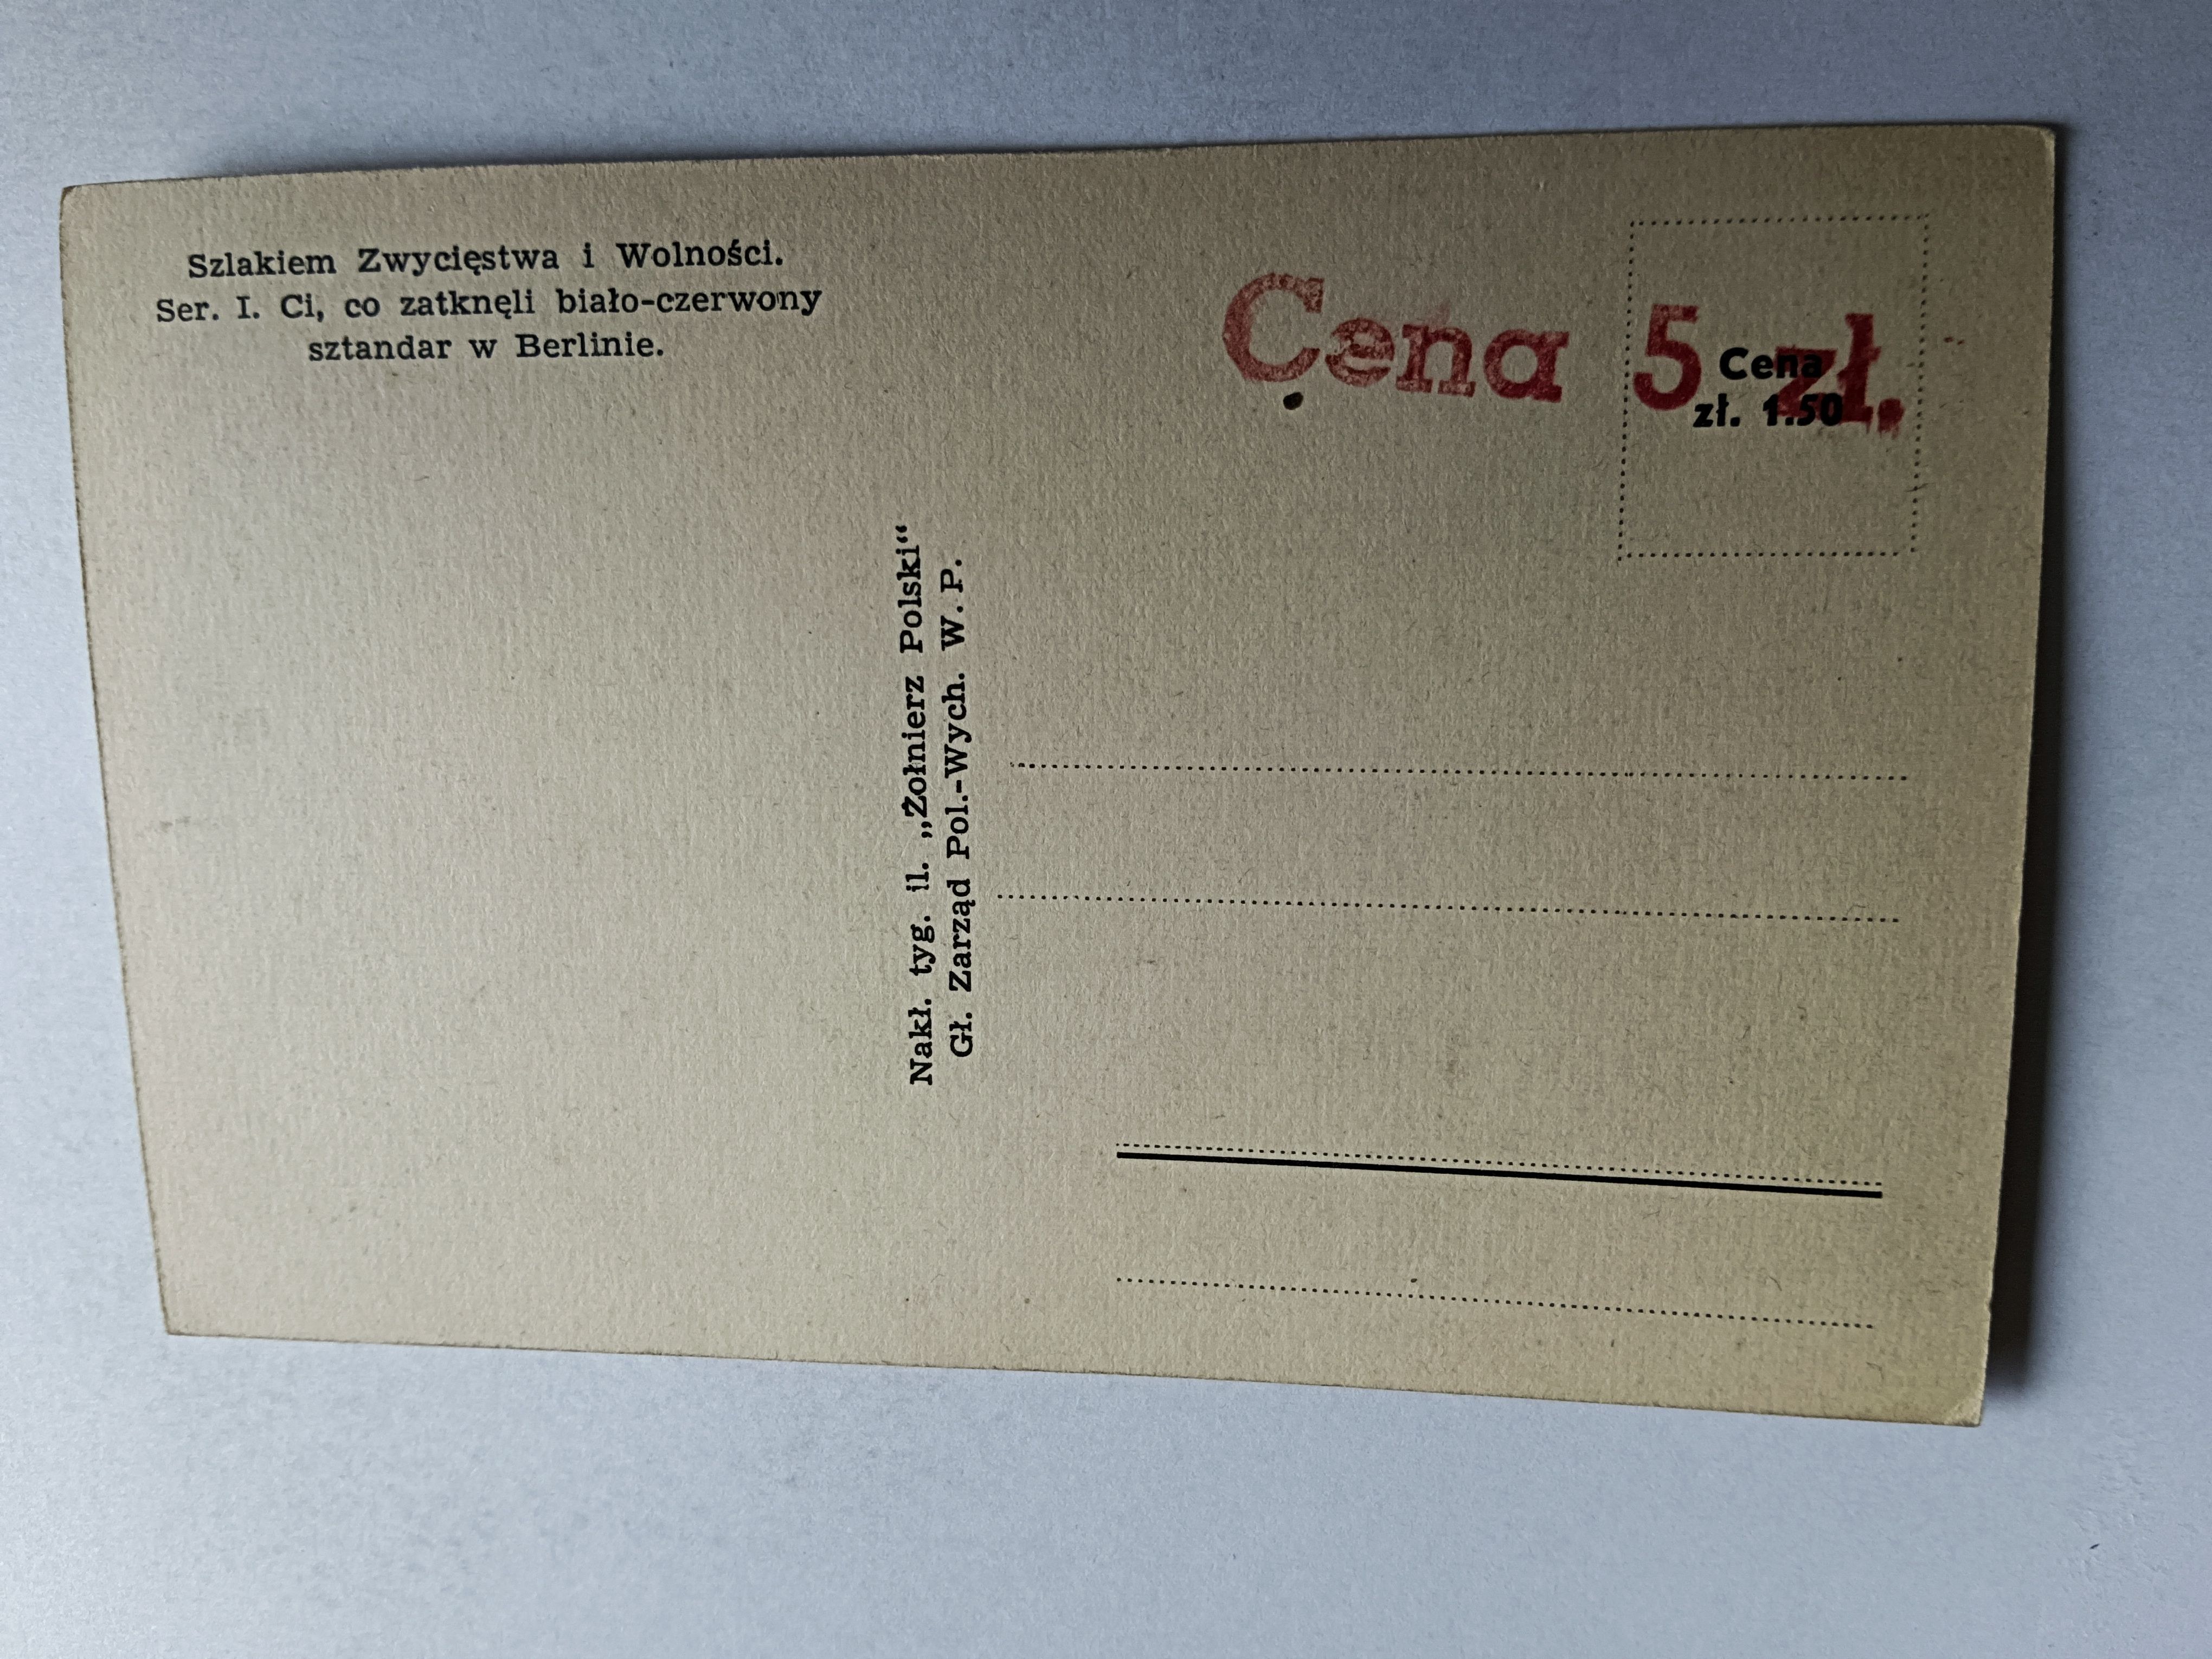 Szlakiem Zwycięstwa i Wolności.
Ser. I. Ci, co zatknęli biało-czerwony
sztandar w Berlinie.
Cena 5 zł.
Cena
zł. 1.50
Nakł. tyg. il. „Żołnierz Polski“
Gł. Zarząd Pol.-Wych. W. P.